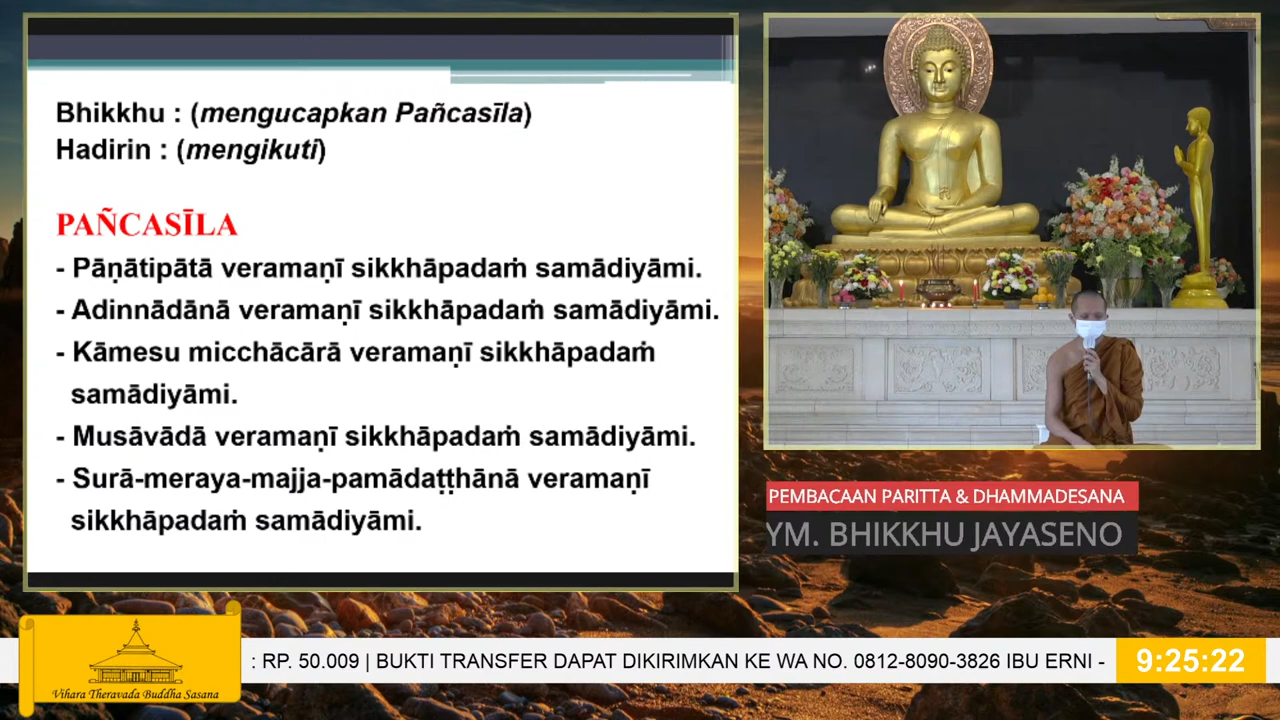 Bhikkhu : (mengucapkan Pañcasīla)
Hadirin : (mengikuti)
PAÑCASĪLA
- Pāṇātipātā veramaṇī sikkhāpadaṁ samādiyāmi.
- Adinnādānā veramaṇī sikkhāpadaṁ samādiyāmi.
- Kāmesu micchācārā veramaṇī sikkhāpadaṁ
samādiyāmi.
- Musāvādā veramaṇī sikkhāpadaṁ samādiyāmi.
- Surā-meraya-majja-pamādaṭṭhānā veramaṇī
sikkhāpadaṁ samādiyāmi.
PEMBACAAN PARITTA & DHAMMADESANA
YM. BHIKKHU JAYASENO
Vihara Theravada Buddha Sasana
: RP. 50.009 | BUKTI TRANSFER DAPAT DIKIRIMKAN KE WA NO. 0812-8090-3826 IBU ERNI -
9:25:22